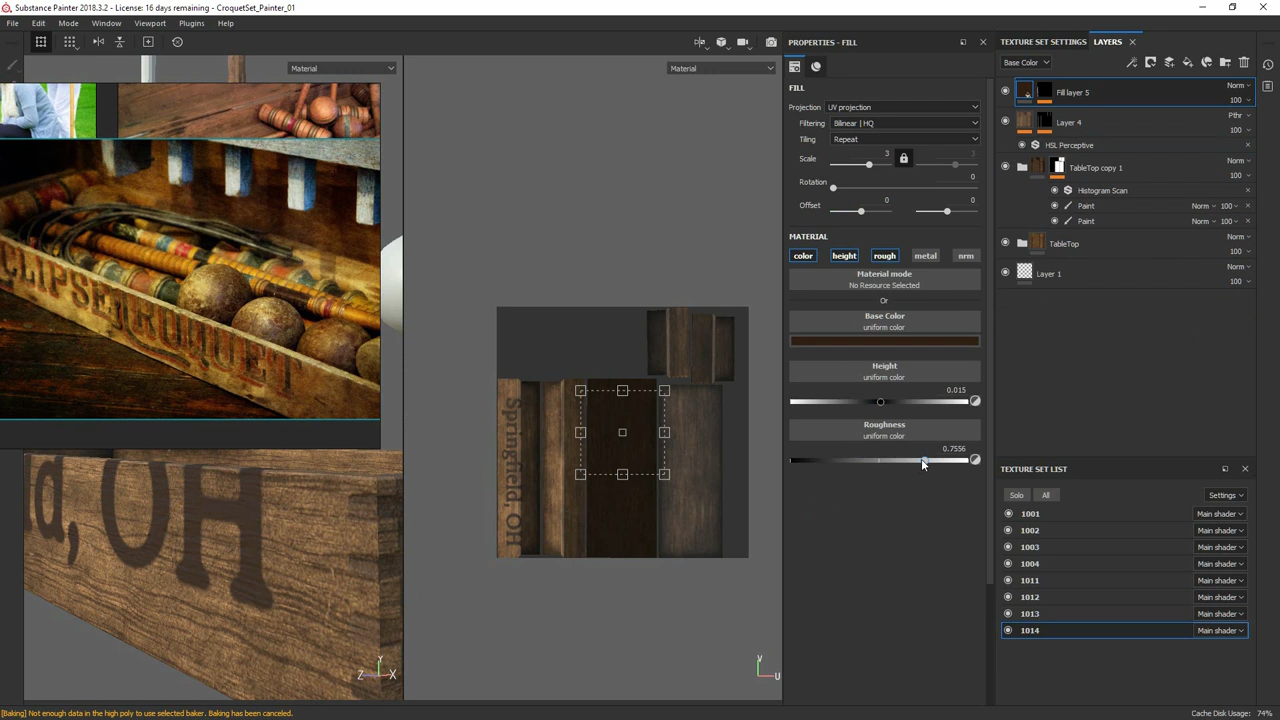 Substance Painter 2018.3.2 - License: 16 days remaining - CroquetSet_Painter_01
File Edit Mode Window Viewport Plugins Help
Material
Material
PROPERTIES - FILL
FILL
Projection UV projection
Filtering Bilinear | HQ
Tiling Repeat
Scale 3 3
Rotation 0
Offset 0 0
MATERIAL
color height rough metal nrm
Material mode
No Resource Selected
Or
Base Color
uniform color
Height
uniform color
0.015
Roughness
uniform color
0.7556
TEXTURE SET SETTINGS LAYERS
Base Color
Fill layer 5 Norm 100
Layer 4 Pthr 100
HSL Perceptive
TableTop copy 1 Norm 100
Histogram Scan
Paint Norm 100
Paint Norm 100
TableTop Norm 100
Layer 1 Norm 100
TEXTURE SET LIST
Solo All Settings
1001 Main shader
1002 Main shader
1003 Main shader
1004 Main shader
1011 Main shader
1012 Main shader
1013 Main shader
1014 Main shader
CLIPSE CROQUET
d, OH
Springfield, OH
Z Y X
V U
[Baking] Not enough data in the high poly to use selected baker. Baking has been canceled.
Cache Disk Usage: 74%